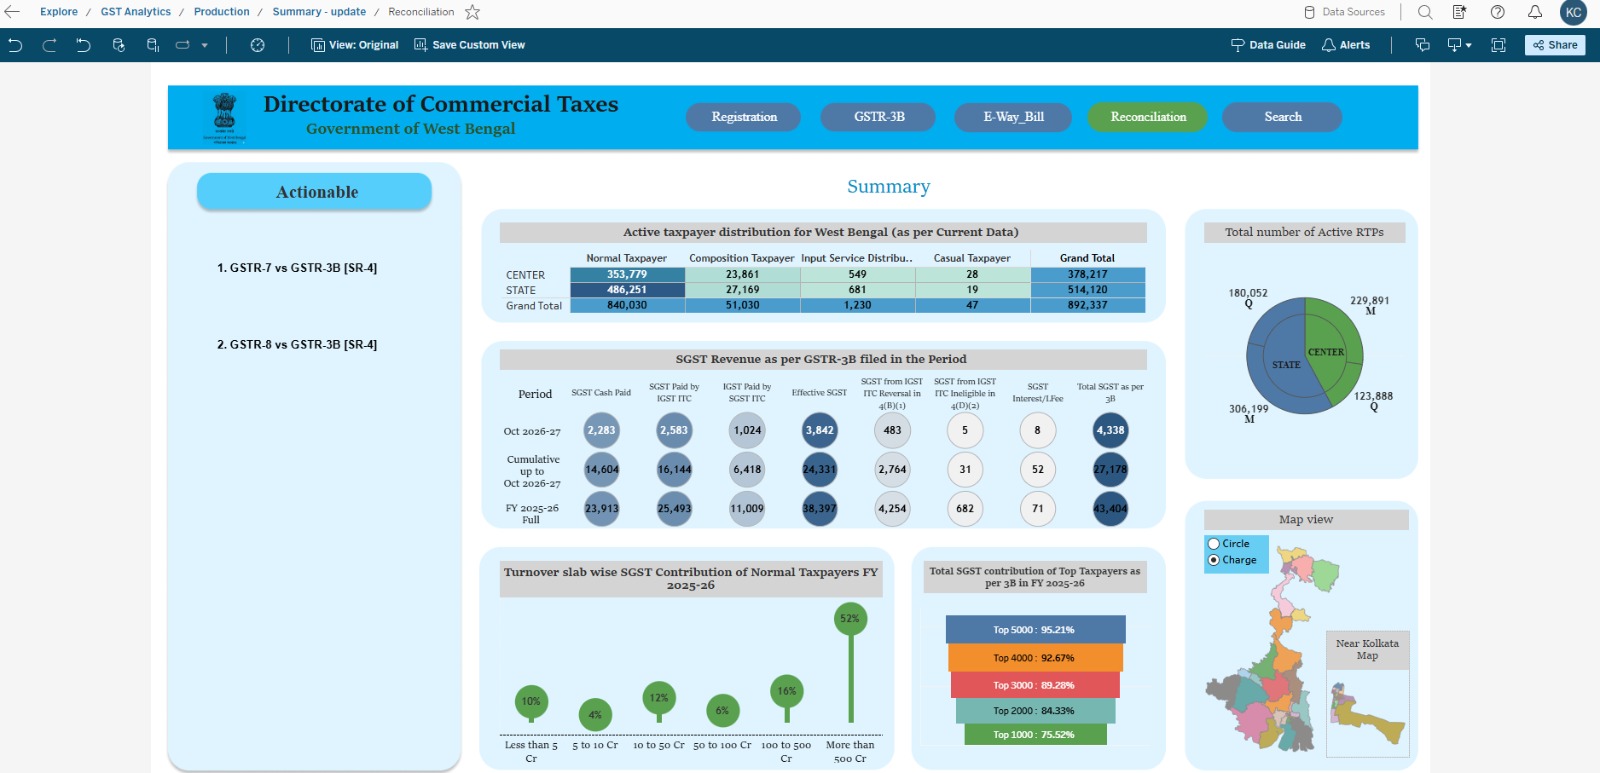 Explore / GST Analytics / Production / Summary - update / Reconciliation
Data Sources
KC
View: Original
Save Custom View
Data Guide
Alerts
Share
Directorate of Commercial Taxes
Government of West Bengal
Registration
GSTR-3B
E-Way_Bill
Reconciliation
Search
Actionable
1. GSTR-7 vs GSTR-3B [SR-4]
2. GSTR-8 vs GSTR-3B [SR-4]
Summary
Active taxpayer distribution for West Bengal (as per Current Data)
Normal Taxpayer Composition Taxpayer Input Service Distribu.. Casual Taxpayer Grand Total
CENTER 353,779 23,861 549 28 378,217
STATE 486,251 27,169 681 19 514,120
Grand Total 840,030 51,030 1,230 47 892,337
SGST Revenue as per GSTR-3B filed in the Period
Period
SGST Cash Paid
SGST Paid by
IGST ITC
IGST Paid by
SGST ITC
Effective SGST
SGST from IGST
ITC Reversal in
4(B)(1)
SGST from IGST
ITC Ineligible in
4(D)(2)
SGST
Interest/LFee
Total SGST as per
3B
Oct 2026-27 2,283 2,583 1,024 3,842 483 5 8 4,338
Cumulative
up to
Oct 2026-27
14,604 16,144 6,418 24,331 2,764 31 52 27,178
FY 2025-26
Full
23,913 25,493 11,009 38,397 4,254 682 71 43,404
Turnover slab wise SGST Contribution of Normal Taxpayers FY
2025-26
10% 4% 12% 6% 16% 52%
Less than 5
Cr
5 to 10 Cr
10 to 50 Cr
50 to 100 Cr
100 to 500
Cr
More than
500 Cr
Total SGST contribution of Top Taxpayers as
per 3B in FY 2025-26
Top 5000 : 95.21%
Top 4000 : 92.67%
Top 3000 : 89.28%
Top 2000 : 84.33%
Top 1000 : 75.52%
Total number of Active RTPs
180,052
Q
229,891
M
STATE
CENTER
306,199
M
123,888
Q
Map view
Circle
Charge
Near Kolkata
Map